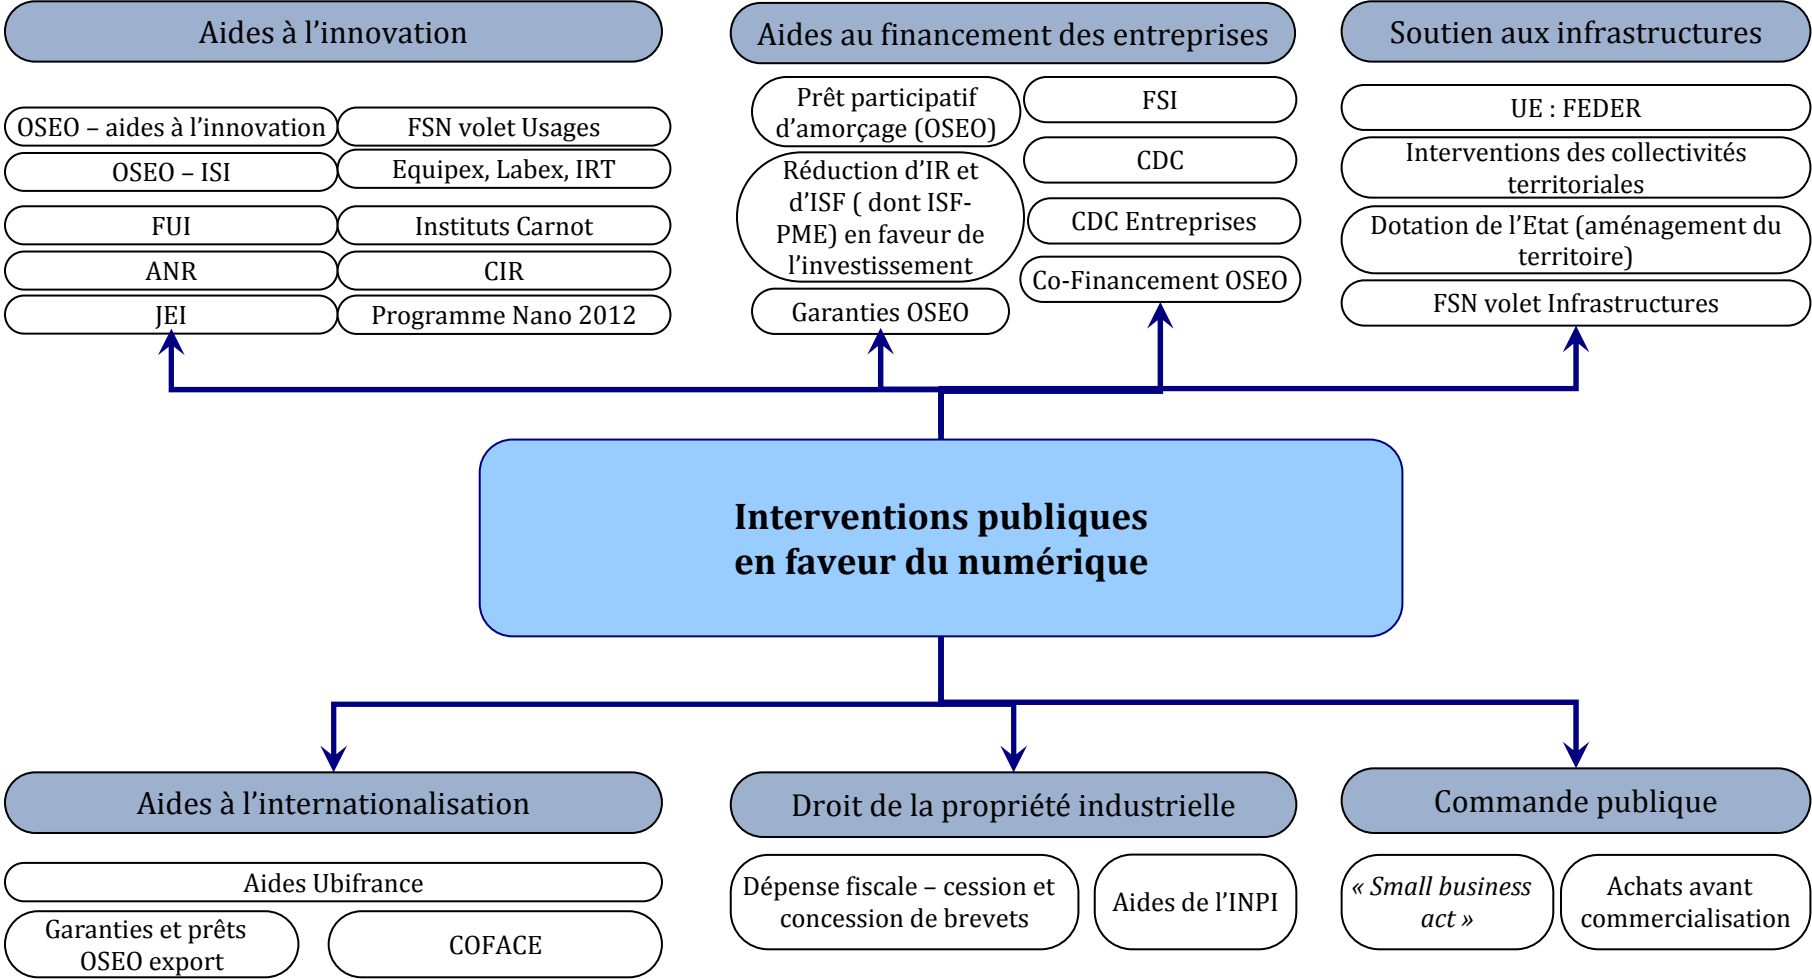 Aides à l’innovation
OSEO – aides à l’innovation
FSN volet Usages
OSEO – ISI
Equipex, Labex, IRT
FUI
Instituts Carnot
ANR
CIR
JEI
Programme Nano 2012
Aides au financement des entreprises
Prêt participatif
d’amorçage (OSEO)
Réduction d’IR et
d’ISF ( dont ISF-
PME) en faveur de
l’investissement
Garanties OSEO
FSI
CDC
CDC Entreprises
Co-Financement OSEO
Soutien aux infrastructures
UE : FEDER
Interventions des collectivités
territoriales
Dotation de l’Etat (aménagement du
territoire)
FSN volet Infrastructures
Interventions publiques
en faveur du numérique
Aides à l’internationalisation
Aides Ubifrance
Garanties et prêts
OSEO export
COFACE
Droit de la propriété industrielle
Dépense fiscale – cession et
concession de brevets
Aides de l’INPI
Commande publique
« Small business
act »
Achats avant
commercialisation